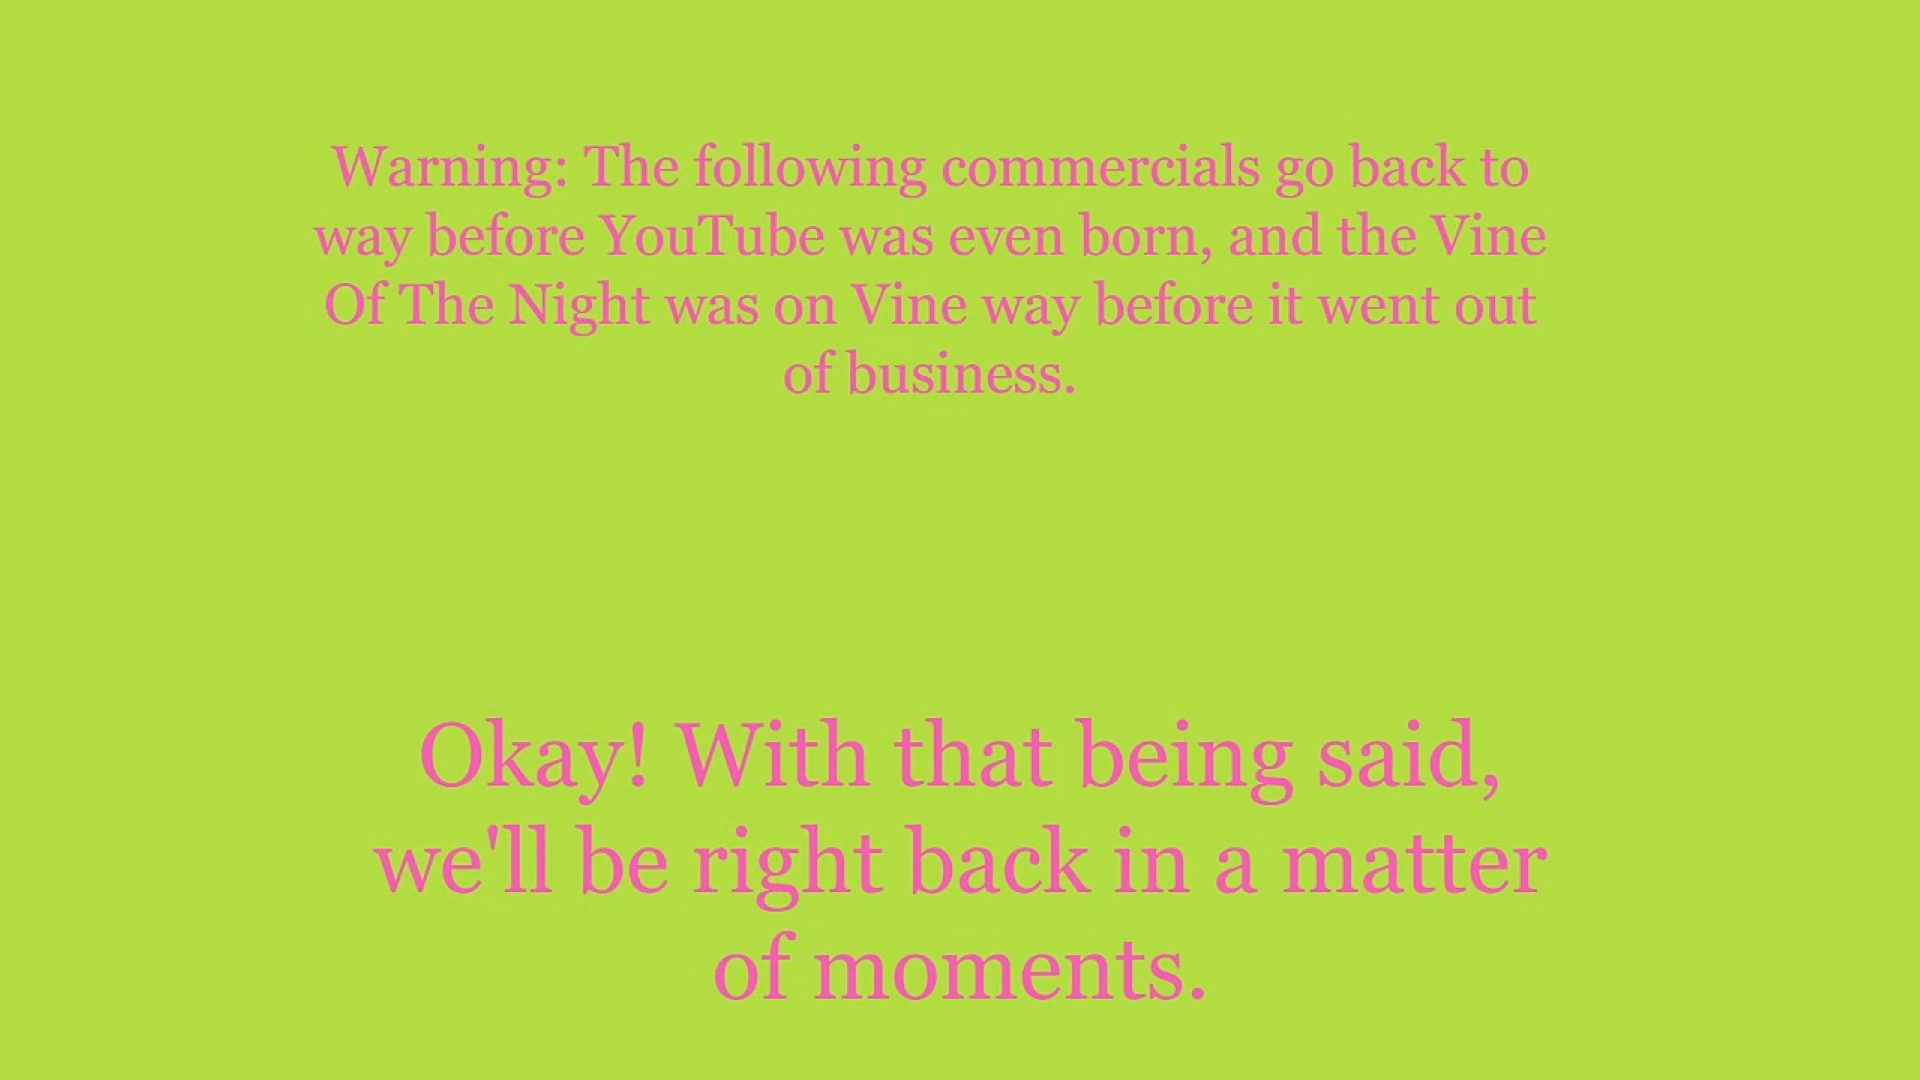 Warning: The following commercials go back to
way before YouTube was even born, and the Vine
Of The Night was on Vine way before it went out
of business.
Okay! With that being said,
we'll be right back in a matter
of moments.